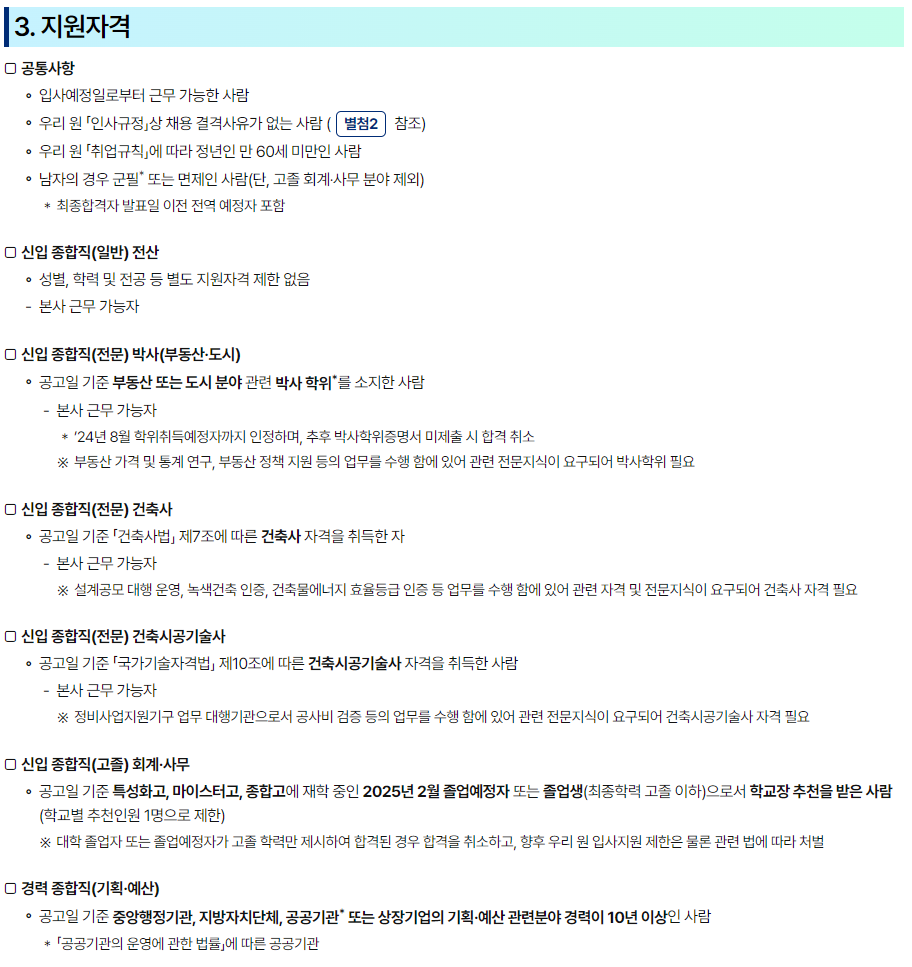 3. 지원자격
□ 공통사항
∘ 입사예정일로부터 근무 가능한 사람
∘ 우리 원 「인사규정」상 채용 결격사유가 없는 사람 ( 별첨2 참조)
∘ 우리 원 「취업규칙」에 따라 정년인 만 60세 미만인 사람
∘ 남자의 경우 군필* 또는 면제인 사람(단, 고졸 회계·사무 분야 제외)
* 최종합격자 발표일 이전 전역 예정자 포함
□ 신입 종합직(일반) 전산
∘ 성별, 학력 및 전공 등 별도 지원자격 제한 없음
- 본사 근무 가능자
□ 신입 종합직(전문) 박사(부동산·도시)
∘ 공고일 기준 부동산 또는 도시 분야 관련 박사 학위*를 소지한 사람
- 본사 근무 가능자
* ’24년 8월 학위취득예정자까지 인정하며, 추후 박사학위증명서 미제출 시 합격 취소
※ 부동산 가격 및 통계 연구, 부동산 정책 지원 등의 업무를 수행 함에 있어 관련 전문지식이 요구되어 박사학위 필요
□ 신입 종합직(전문) 건축사
∘ 공고일 기준 「건축사법」 제7조에 따른 건축사 자격을 취득한 자
- 본사 근무 가능자
※ 설계공모 대행 운영, 녹색건축 인증, 건축물에너지 효율등급 인증 등 업무를 수행 함에 있어 관련 자격 및 전문지식이 요구되어 건축사 자격 필요
□ 신입 종합직(전문) 건축시공기술사
∘ 공고일 기준 「국가기술자격법」 제10조에 따른 건축시공기술사 자격을 취득한 사람
- 본사 근무 가능자
※ 정비사업지원기구 업무 대행기관으로서 공사비 검증 등의 업무를 수행 함에 있어 관련 전문지식이 요구되어 건축시공기술사 자격 필요
□ 신입 종합직(고졸) 회계·사무
∘ 공고일 기준 특성화고, 마이스터고, 종합고에 재학 중인 2025년 2월 졸업예정자 또는 졸업생(최종학력 고졸 이하)으로서 학교장 추천을 받은 사람
(학교별 추천인원 1명으로 제한)
※ 대학 졸업자 또는 졸업예정자가 고졸 학력만 제시하여 합격된 경우 합격을 취소하고, 향후 우리 원 입사지원 제한은 물론 관련 법에 따라 처벌
□ 경력 종합직(기획·예산)
∘ 공고일 기준 중앙행정기관, 지방자치단체, 공공기관* 또는 상장기업의 기획·예산 관련분야 경력이 10년 이상인 사람
* 「공공기관의 운영에 관한 법률」에 따른 공공기관